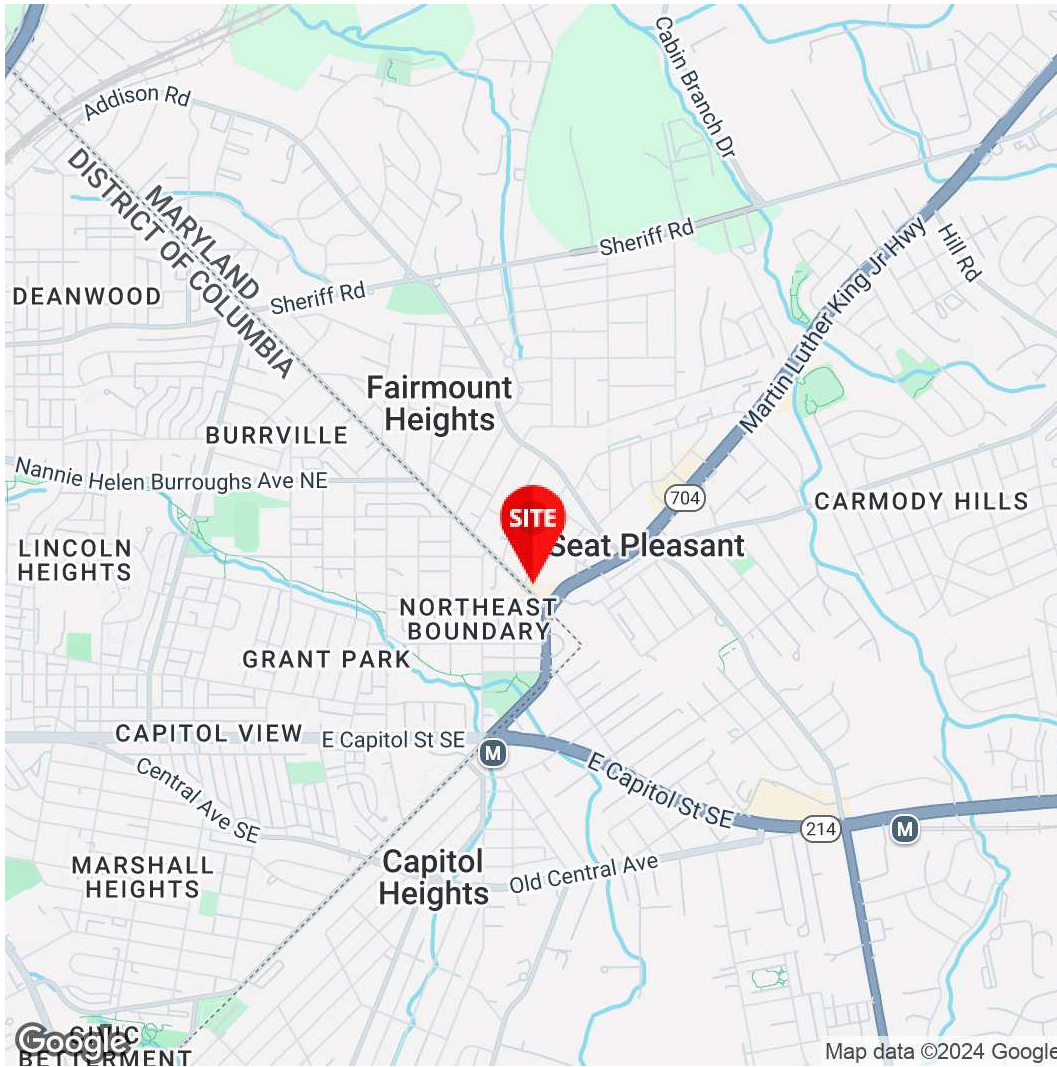 Cabin Branch Dr
Addison Rd
MARYLAND
DISTRICT OF COLUMBIA
Sheriff Rd
Hill Rd
DEANWOOD
Sheriff Rd
Martin Luther King Jr Hwy
Fairmount
Heights
BURRVILLE
Nannie Helen Burroughs Ave NE
704
CARMODY HILLS
SITE
Seat Pleasant
LINCOLN
HEIGHTS
NORTHEAST
BOUNDARY
GRANT PARK
CAPITOL VIEW
E Capitol St SE
M
E Capitol St SE
Central Ave SE
214
M
MARSHALL
HEIGHTS
Capitol
Heights
Old Central Ave
CIVIC
BETTERMENT
Google
Map data ©2024 Google